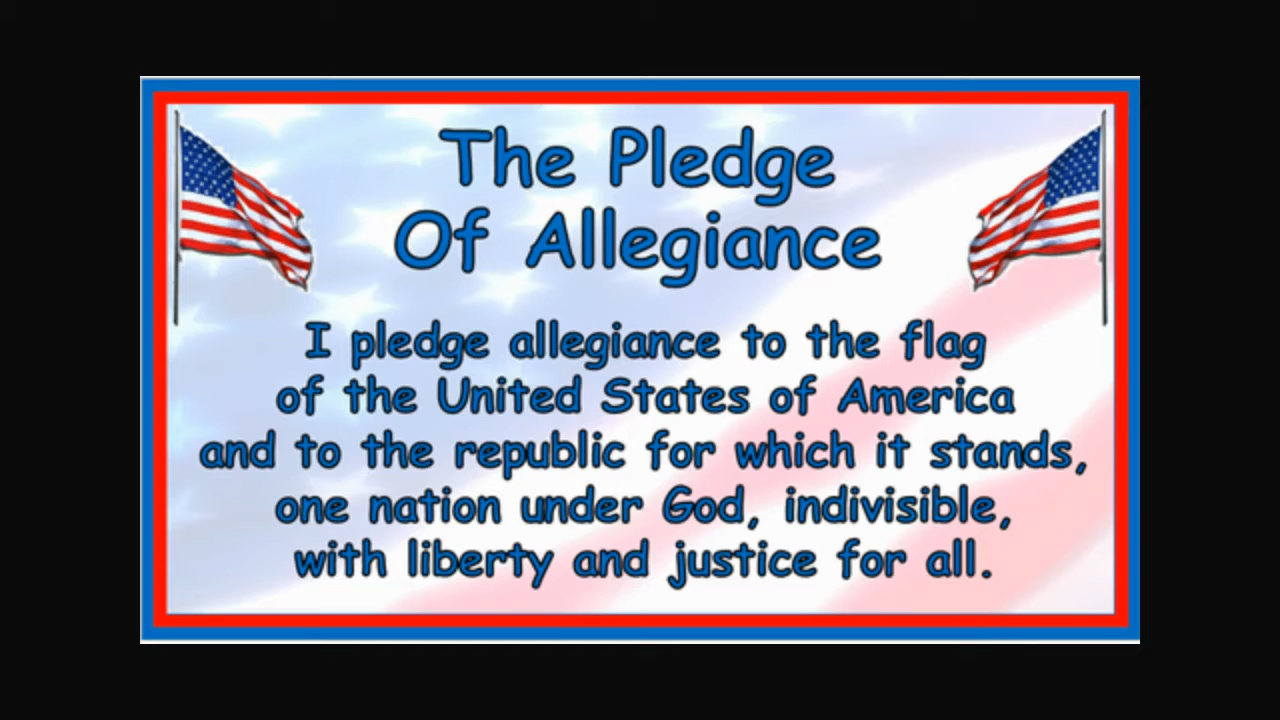 The Pledge
Of Allegiance
I pledge allegiance to the flag
of the United States of America
and to the republic for which it stands,
one nation under God, indivisible,
with liberty and justice for all.